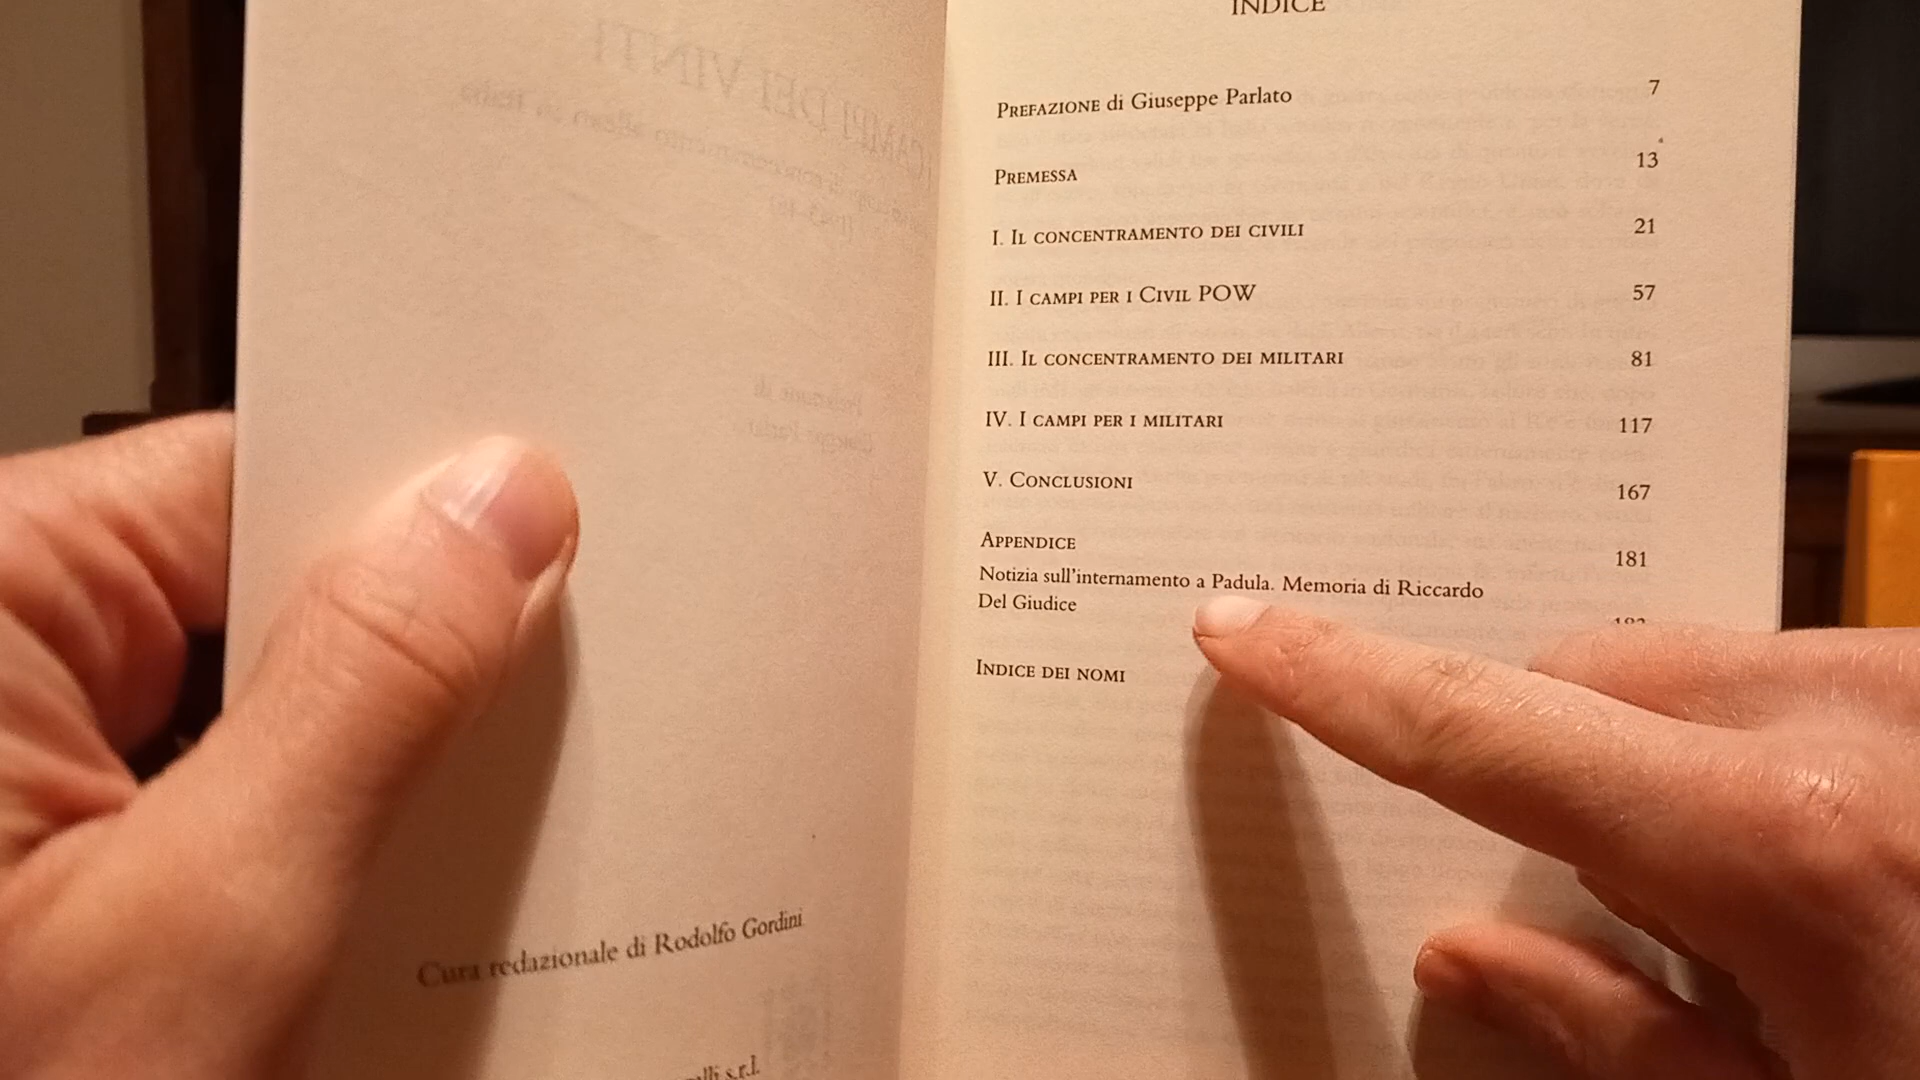 Cura redazionale di Rodolfo Gordini
s.r.l.
INDICE
PREFAZIONE di Giuseppe Parlato 7
PREMESSA 13
I. IL CONCENTRAMENTO DEI CIVILI 21
II. I CAMPI PER I CIVIL POW 57
III. IL CONCENTRAMENTO DEI MILITARI 81
IV. I CAMPI PER I MILITARI 117
V. CONCLUSIONI 167
APPENDICE 181
Notizia sull'internamento a Padula. Memoria di Riccardo
Del Giudice
INDICE DEI NOMI